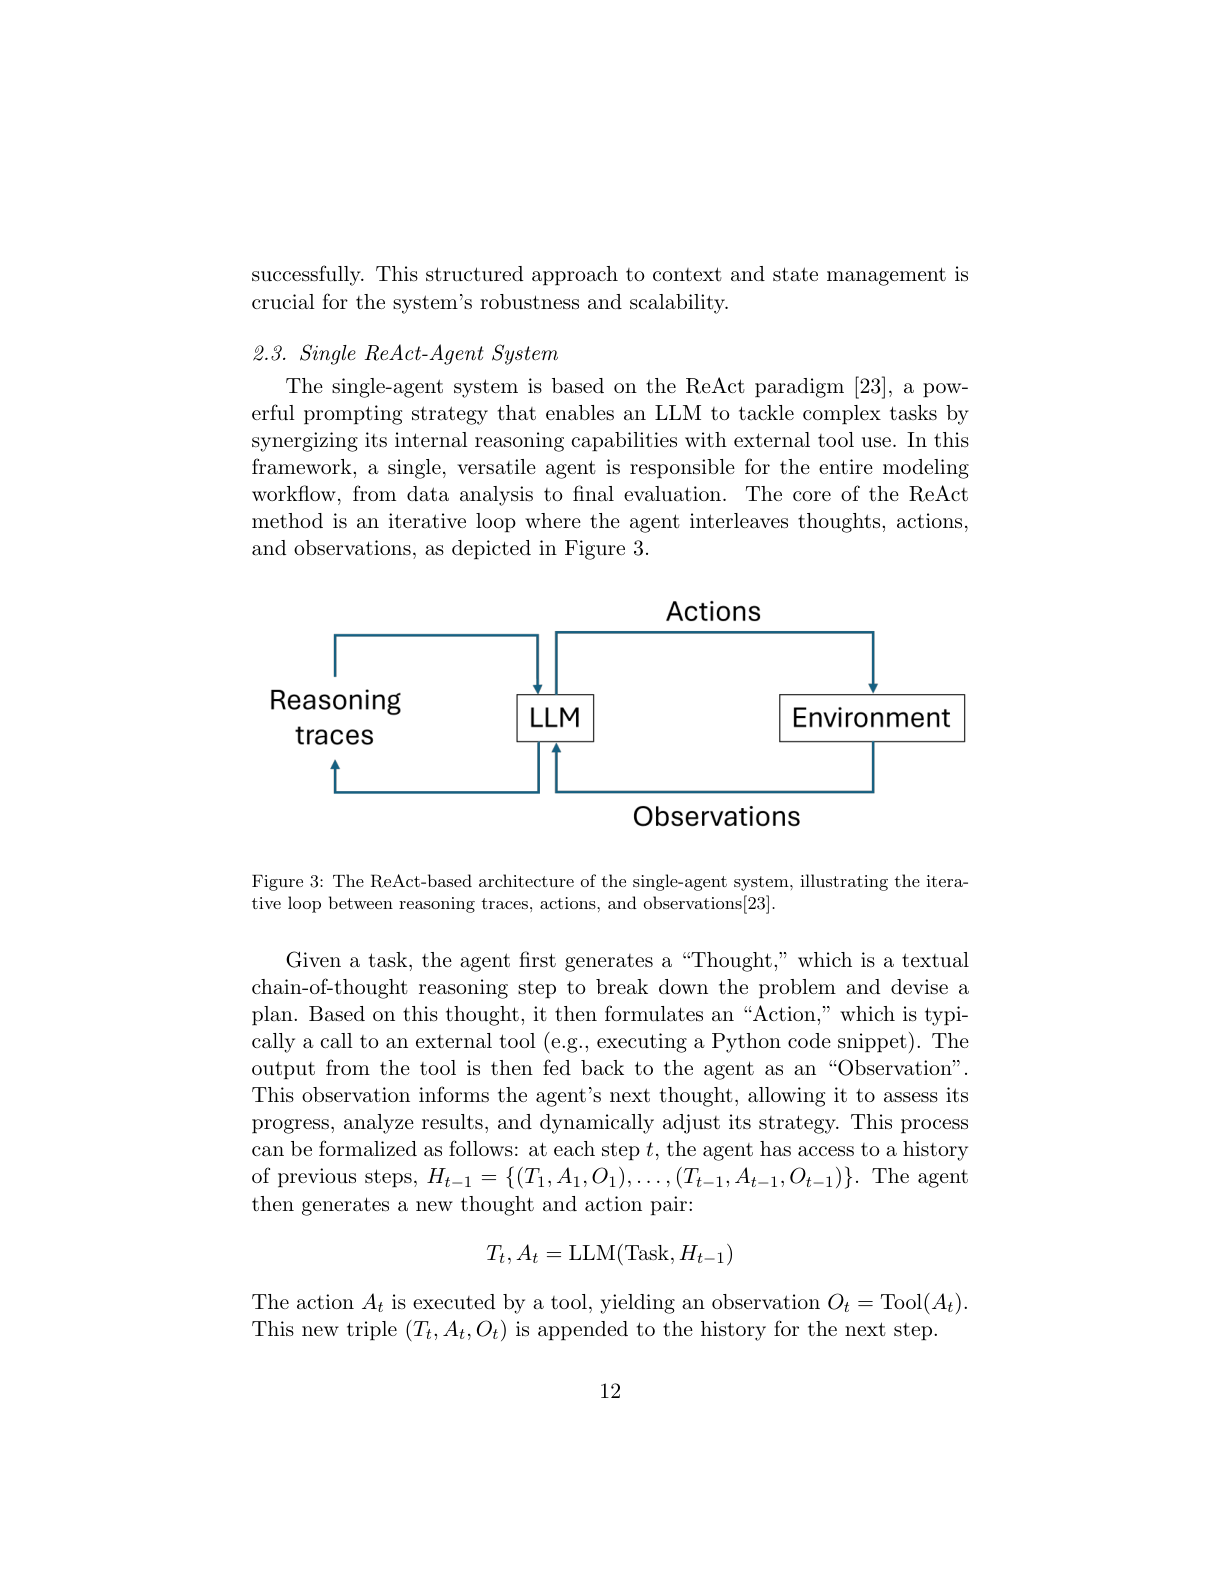 successfully. This structured approach to context and state management is
crucial for the system's robustness and scalability.
2.3. Single ReAct-Agent System
The single-agent system is based on the ReAct paradigm [23], a pow-
erful prompting strategy that enables an LLM to tackle complex tasks by
synergizing its internal reasoning capabilities with external tool use. In this
framework, a single, versatile agent is responsible for the entire modeling
workflow, from data analysis to final evaluation. The core of the ReAct
method is an iterative loop where the agent interleaves thoughts, actions,
and observations, as depicted in Figure 3.
Actions
Reasoning
traces
LLM
Environment
Observations
Figure 3: The ReAct-based architecture of the single-agent system, illustrating the itera-
tive loop between reasoning traces, actions, and observations[23].
Given a task, the agent first generates a “Thought,” which is a textual
chain-of-thought reasoning step to break down the problem and devise a
plan. Based on this thought, it then formulates an “Action,” which is typi-
cally a call to an external tool (e.g., executing a Python code snippet). The
output from the tool is then fed back to the agent as an “Observation”.
This observation informs the agent's next thought, allowing it to assess its
progress, analyze results, and dynamically adjust its strategy. This process
can be formalized as follows: at each step t, the agent has access to a history
of previous steps, H_{t−1} = {(T_1, A_1, O_1), . . . , (T_{t−1}, A_{t−1}, O_{t−1})}. The agent
then generates a new thought and action pair:
T_t, A_t = LLM(Task, H_{t−1})
The action A_t is executed by a tool, yielding an observation O_t = Tool(A_t).
This new triple (T_t, A_t, O_t) is appended to the history for the next step.
12